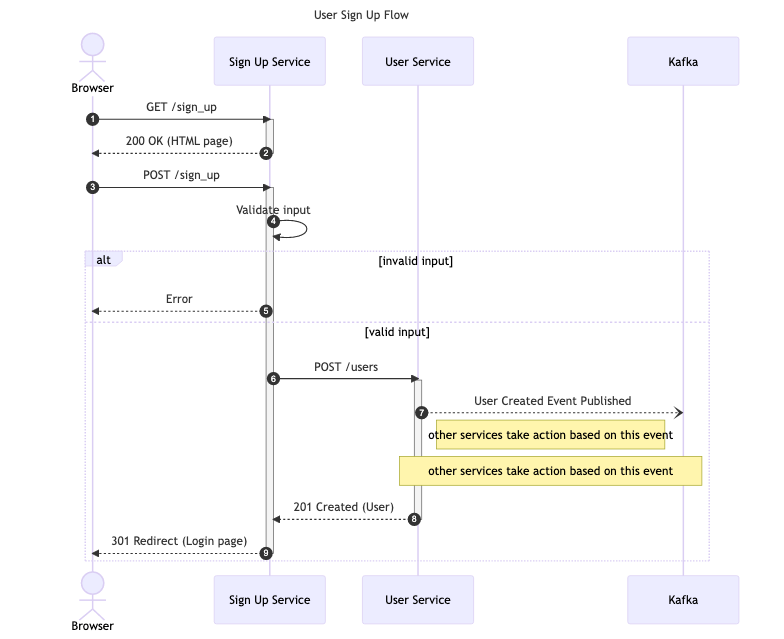 User Sign Up Flow
Browser
Sign Up Service
User Service
Kafka
GET /sign_up
1
200 OK (HTML page)
2
POST /sign_up
3
Validate input
4
alt
[invalid input]
Error
5
[valid input]
POST /users
6
User Created Event Published
7
other services take action based on this event
other services take action based on this event
201 Created (User)
8
301 Redirect (Login page)
9
Browser
Sign Up Service
User Service
Kafka